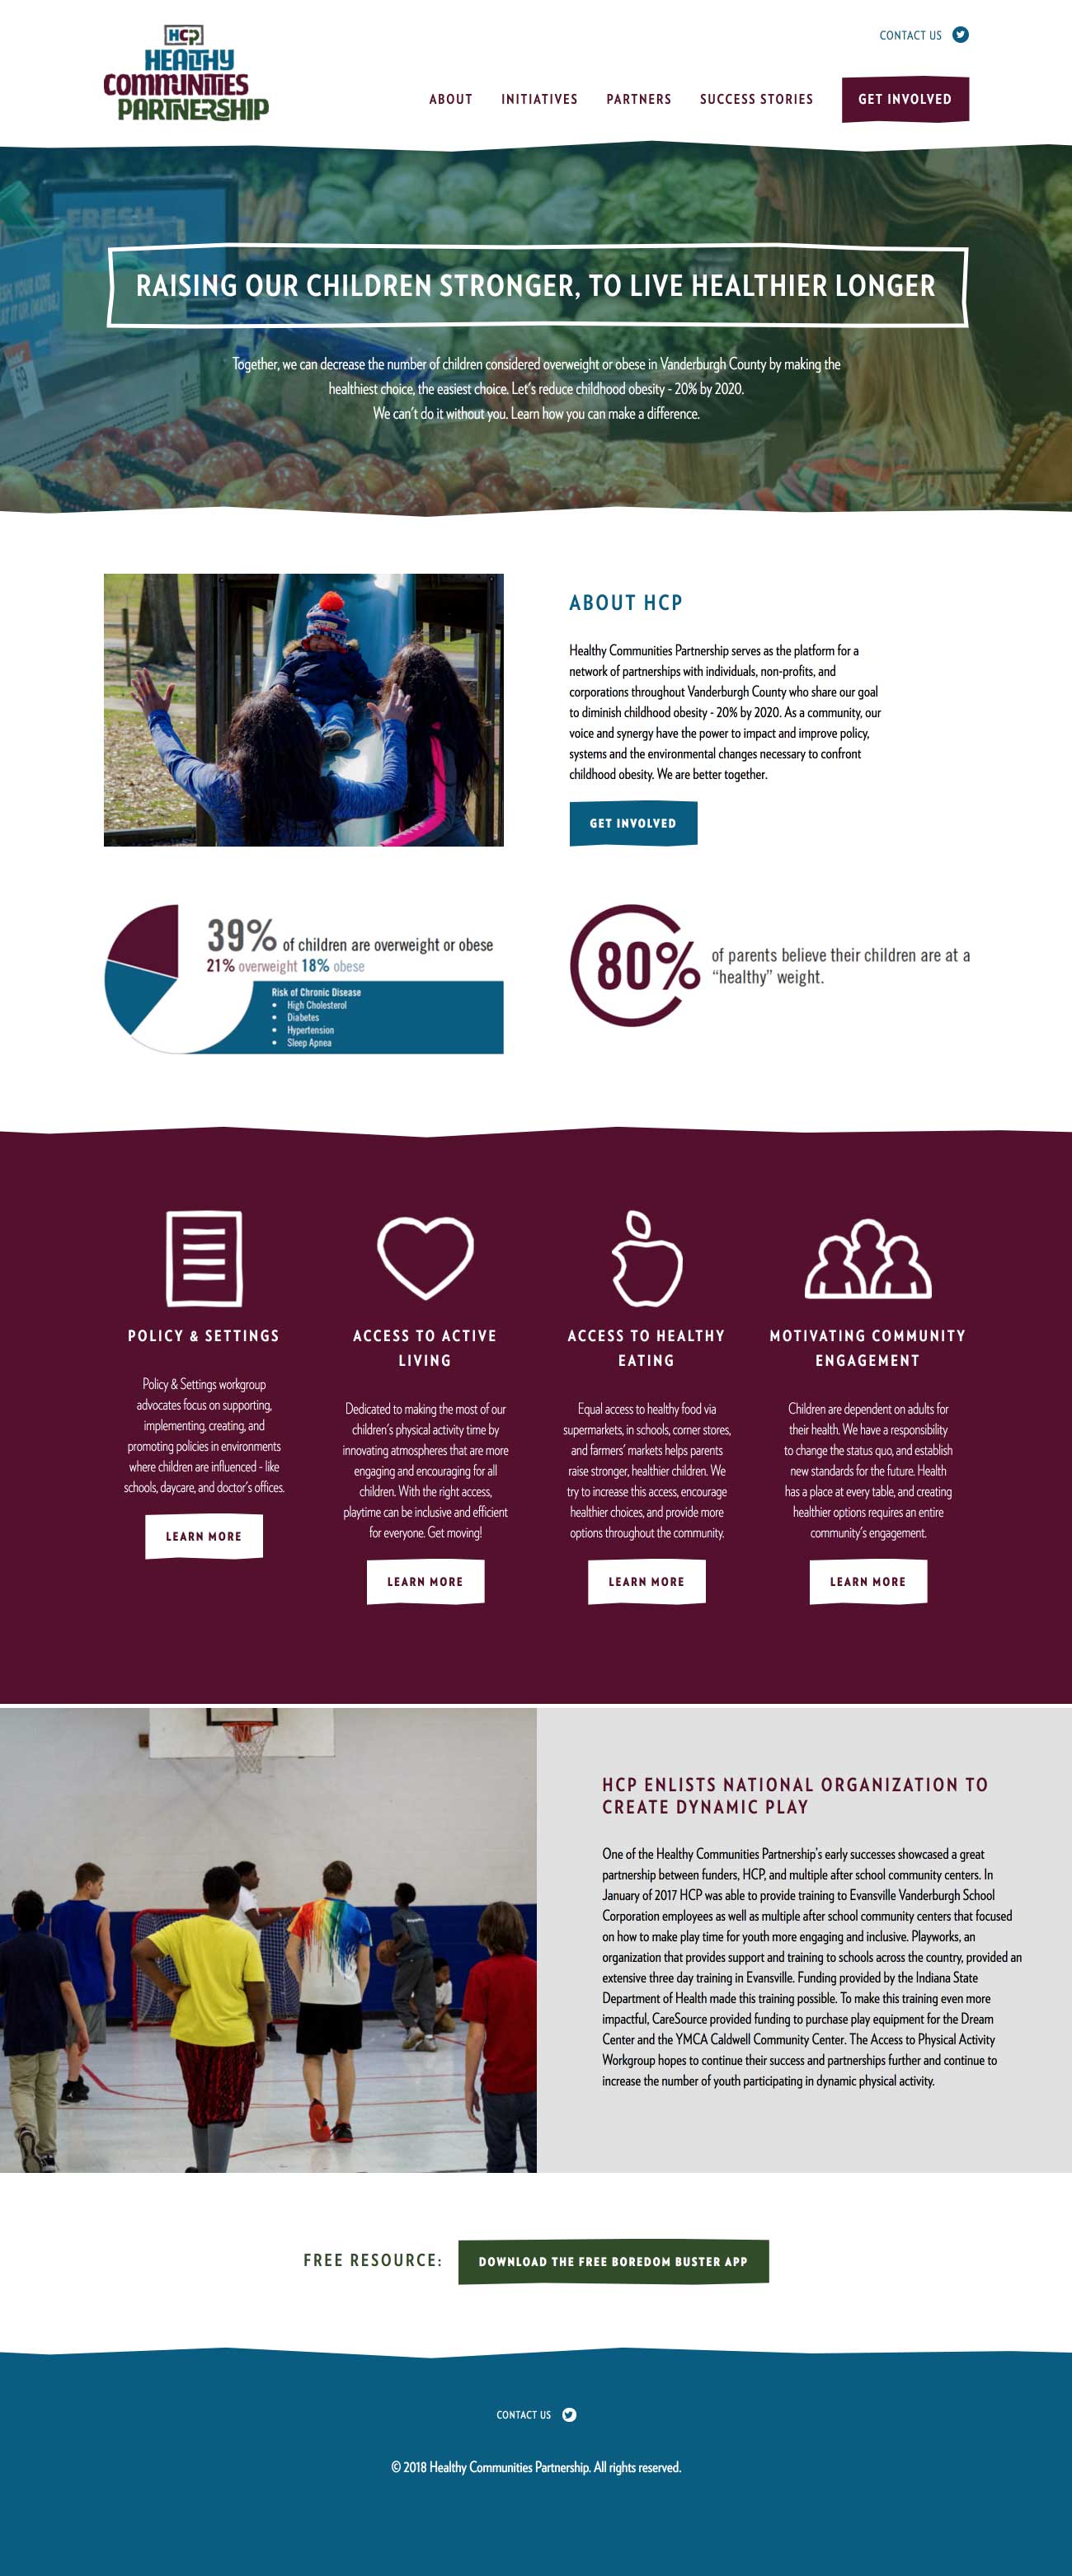 HCP
HEALTHY
COMMUNITIES
PARTNERSHIP
CONTACT US
ABOUT
INITIATIVES
PARTNERS
SUCCESS STORIES
GET INVOLVED
FRESH
RAISING OUR CHILDREN STRONGER, TO LIVE HEALTHIER LONGER
Together, we can decrease the number of children considered overweight or obese in Vanderburgh County by making the
healthiest choice, the easiest choice. Let's reduce childhood obesity - 20% by 2020.
We can't do it without you. Learn how you can make a difference.
ABOUT HCP
Healthy Communities Partnership serves as the platform for a
network of partnerships with individuals, non-profits, and
corporations throughout Vanderburgh County who share our goal
to diminish childhood obesity - 20% by 2020. As a community, our
voice and synergy have the power to impact and improve policy,
systems and the environmental changes necessary to confront
childhood obesity. We are better together.
GET INVOLVED
39% of children are overweight or obese
21% overweight 18% obese
Risk of Chronic Disease
• High Cholesterol
• Diabetes
• Hypertension
• Sleep Apnea
80%
of parents believe their children are at a
“healthy” weight.
POLICY & SETTINGS
Policy & Settings workgroup
advocates focus on supporting,
implementing, creating, and
promoting policies in environments
where children are influenced - like
schools, daycare, and doctor's offices.
LEARN MORE
ACCESS TO ACTIVE
LIVING
Dedicated to making the most of our
children's physical activity time by
innovating atmospheres that are more
engaging and encouraging for all
children. With the right access,
playtime can be inclusive and efficient
for everyone. Get moving!
LEARN MORE
ACCESS TO HEALTHY
EATING
Equal access to healthy food via
supermarkets, in schools, corner stores,
and farmers' markets helps parents
raise stronger, healthier children. We
try to increase this access, encourage
healthier choices, and provide more
options throughout the community.
LEARN MORE
MOTIVATING COMMUNITY
ENGAGEMENT
Children are dependent on adults for
their health. We have a responsibility
to change the status quo, and establish
new standards for the future. Health
has a place at every table, and creating
healthier options requires an entire
community's engagement.
LEARN MORE
HCP ENLISTS NATIONAL ORGANIZATION TO
CREATE DYNAMIC PLAY
One of the Healthy Communities Partnership's early successes showcased a great
partnership between funders, HCP, and multiple after school community centers. In
January of 2017 HCP was able to provide training to Evansville Vanderburgh School
Corporation employees as well as multiple after school community centers that focused
on how to make play time for youth more engaging and inclusive. Playworks, an
organization that provides support and training to schools across the country, provided an
extensive three day training in Evansville. Funding provided by the Indiana State
Department of Health made this training possible. To make this training even more
impactful, CareSource provided funding to purchase play equipment for the Dream
Center and the YMCA Caldwell Community Center. The Access to Physical Activity
Workgroup hopes to continue their success and partnerships further and continue to
increase the number of youth participating in dynamic physical activity.
FREE RESOURCE:
DOWNLOAD THE FREE BOREDOM BUSTER APP
CONTACT US
© 2018 Healthy Communities Partnership. All rights reserved.